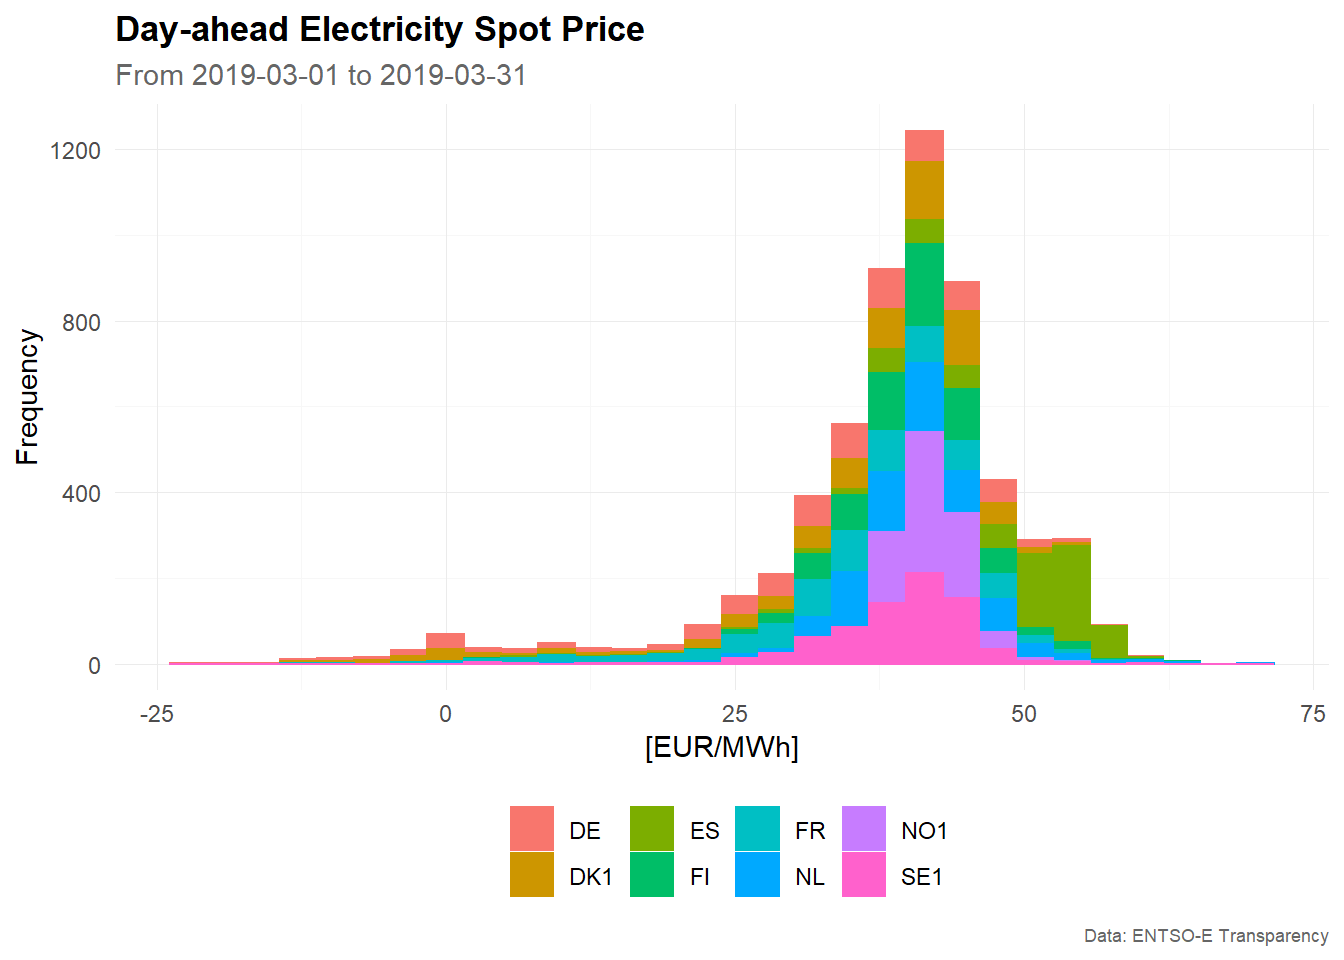 Day-ahead Electricity Spot Price
From 2019-03-01 to 2019-03-31
1200
800
400
0
Frequency
-25 0 25 50 75
[EUR/MWh]
DE ES FR NO1
DK1 FI NL SE1
Data: ENTSO-E Transparency